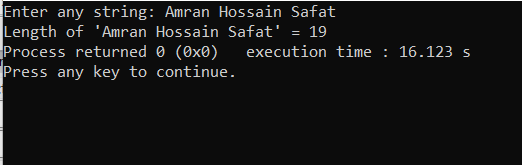 Enter any string: Amran Hossain Safat
Length of 'Amran Hossain Safat' = 19
Process returned 0 (0x0)   execution time : 16.123 s
Press any key to continue.